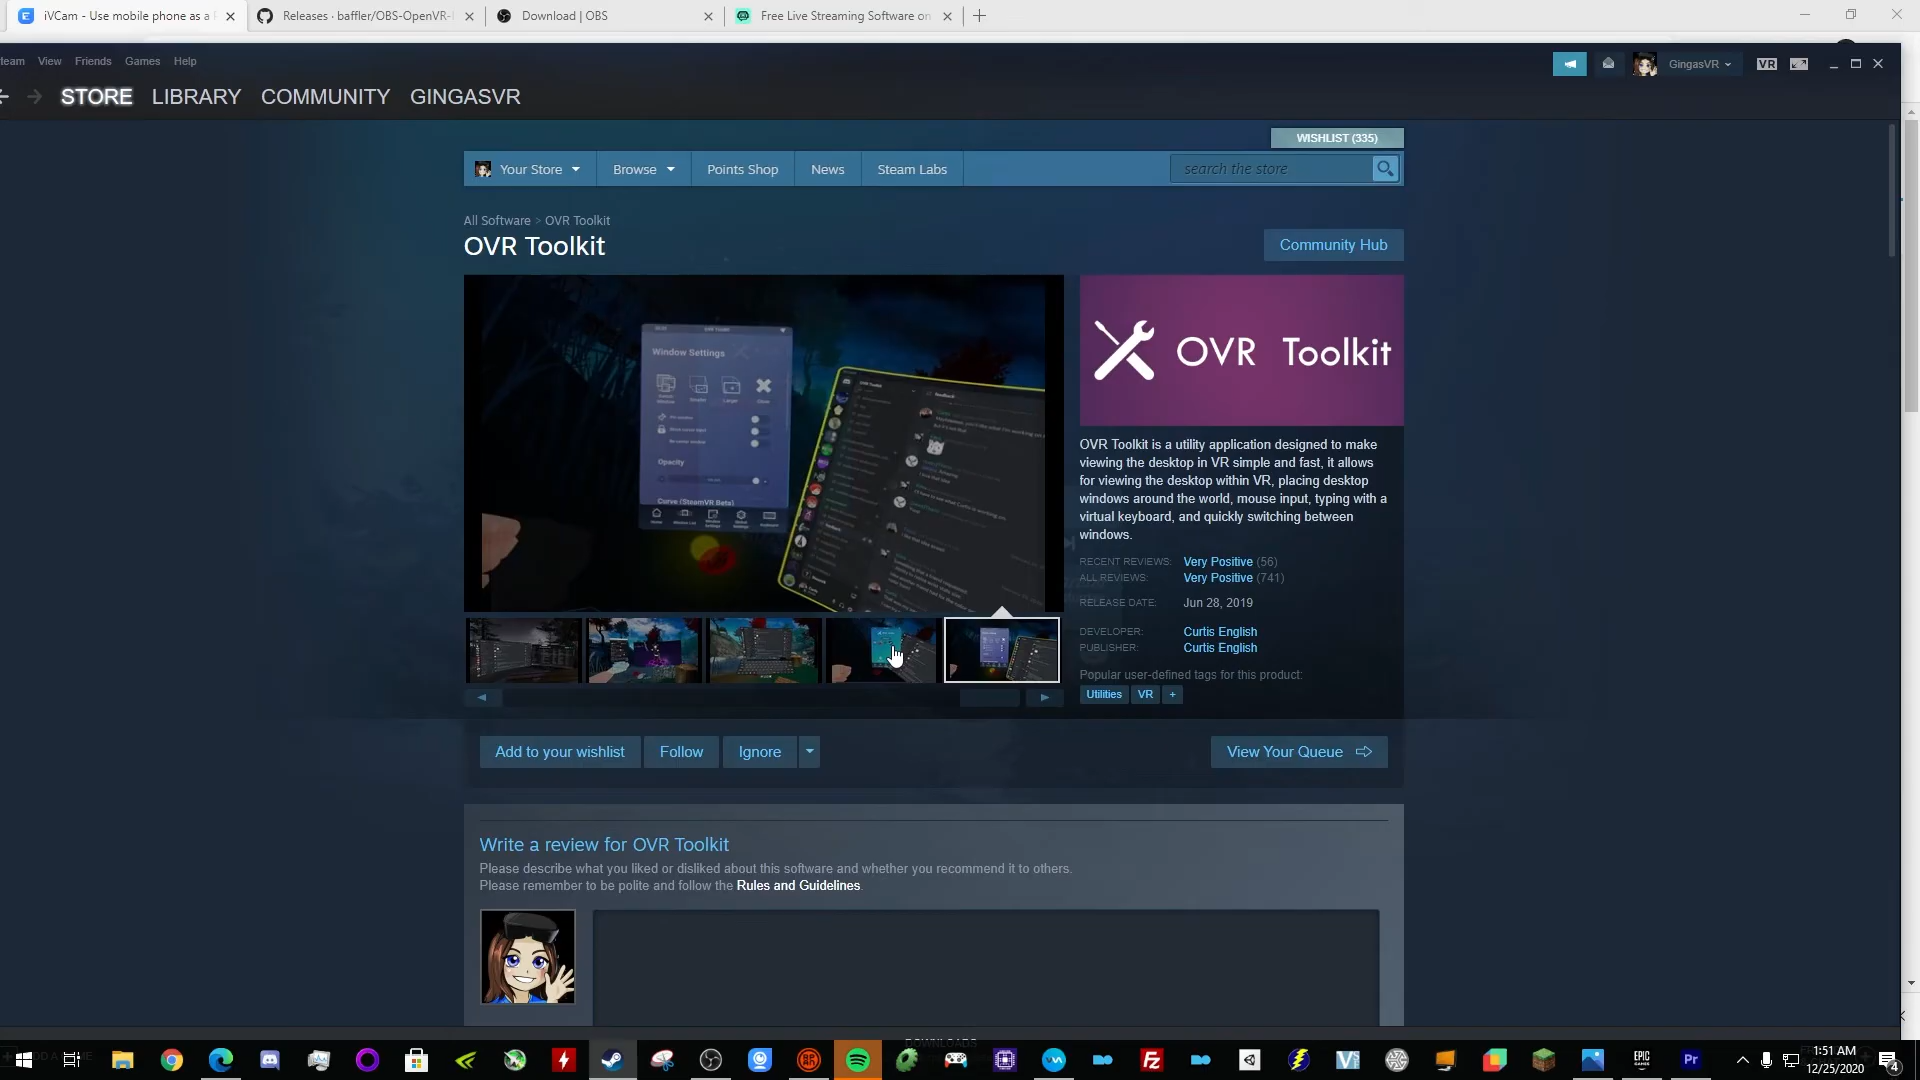 iVCam - Use mobile phone as a
Releases · baffler/OBS-OpenVR-
Download | OBS
Free Live Streaming Software on
View
Friends
Games
Help
GingasVR
VR
STORE
LIBRARY
COMMUNITY
GINGASVR
WISHLIST (335)
Your Store
Browse
Points Shop
News
Steam Labs
search the store
All Software > OVR Toolkit
OVR Toolkit
Community Hub
Window Settings
Opacity
Curve (SteamVR Beta)
OVR Toolkit
OVR Toolkit is a utility application designed to make
viewing the desktop in VR simple and fast, it allows
for viewing the desktop within VR, placing desktop
windows around the world, mouse input, typing with a
virtual keyboard, and quickly switching between
windows.
RECENT REVIEWS: Very Positive (56)
ALL REVIEWS: Very Positive (741)
RELEASE DATE: Jun 28, 2019
DEVELOPER: Curtis English
PUBLISHER: Curtis English
Popular user-defined tags for this product:
Utilities
VR
+
Add to your wishlist
Follow
Ignore
View Your Queue
Write a review for OVR Toolkit
Please describe what you liked or disliked about this software and whether you recommend it to others.
Please remember to be polite and follow the Rules and Guidelines.
DOWNLOADS
EPIC
GAMES
Pr
1:51 AM
12/25/2020
4